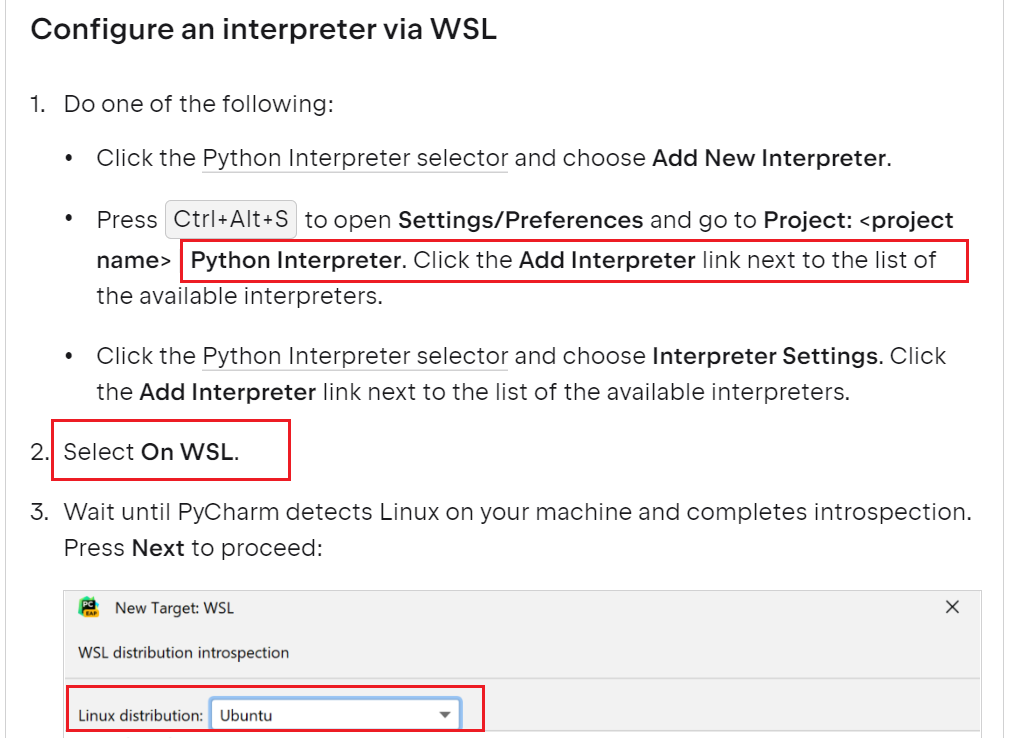 Configure an interpreter via WSL
1. Do one of the following:
• Click the Python Interpreter selector and choose Add New Interpreter.
• Press Ctrl+Alt+S to open Settings/Preferences and go to Project: <project
name> Python Interpreter. Click the Add Interpreter link next to the list of
the available interpreters.
• Click the Python Interpreter selector and choose Interpreter Settings. Click
the Add Interpreter link next to the list of the available interpreters.
2. Select On WSL.
3. Wait until PyCharm detects Linux on your machine and completes introspection.
Press Next to proceed:
PC EAP New Target: WSL
WSL distribution introspection
Linux distribution: Ubuntu